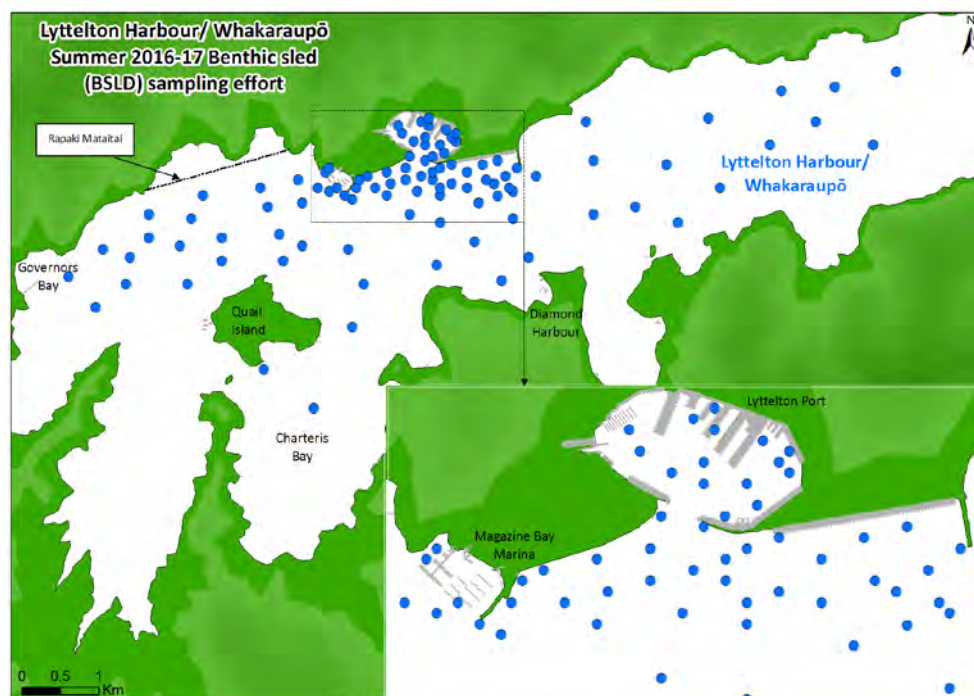 Lyttelton Harbour/ Whakaraupō
Summer 2016-17 Benthic sled
(BSLD) sampling effort
N
Rapaki Mataitai
Lyttelton Harbour/
Whakaraupō
Governors
Bay
Quail
Island
Diamond
Harbour
Charteris
Bay
Lyttelton Port
Magazine Bay
Marina
0 0.5 1
Km